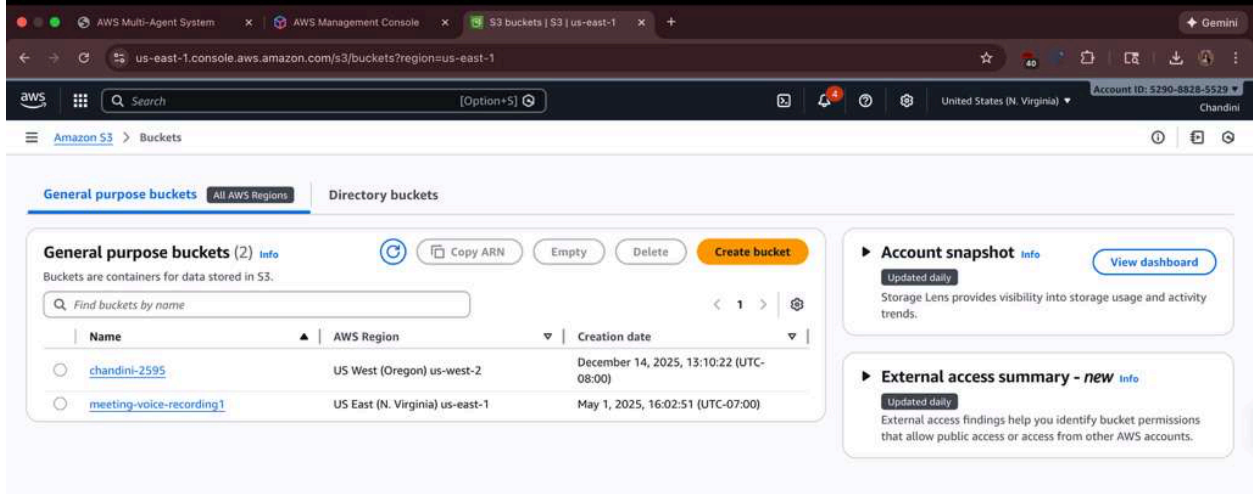 AWS Multi-Agent System
AWS Management Console
S3 buckets | S3 | us-east-1
Gemini
us-east-1.console.aws.amazon.com/s3/buckets?region=us-east-1
40
aws
Search
[Option+S]
4
United States (N. Virginia)
Account ID: 5290-8828-5529
Chandini
Amazon S3 > Buckets
General purpose buckets All AWS Regions
Directory buckets
General purpose buckets (2) Info
Copy ARN
Empty
Delete
Create bucket
Buckets are containers for data stored in S3.
Find buckets by name
1
Name
AWS Region
Creation date
chandini-2595
US West (Oregon) us-west-2
December 14, 2025, 13:10:22 (UTC-
08:00)
meeting-voice-recording1
US East (N. Virginia) us-east-1
May 1, 2025, 16:02:51 (UTC-07:00)
Account snapshot Info
View dashboard
Updated daily
Storage Lens provides visibility into storage usage and activity
trends.
External access summary - new Info
Updated daily
External access findings help you identify bucket permissions
that allow public access or access from other AWS accounts.